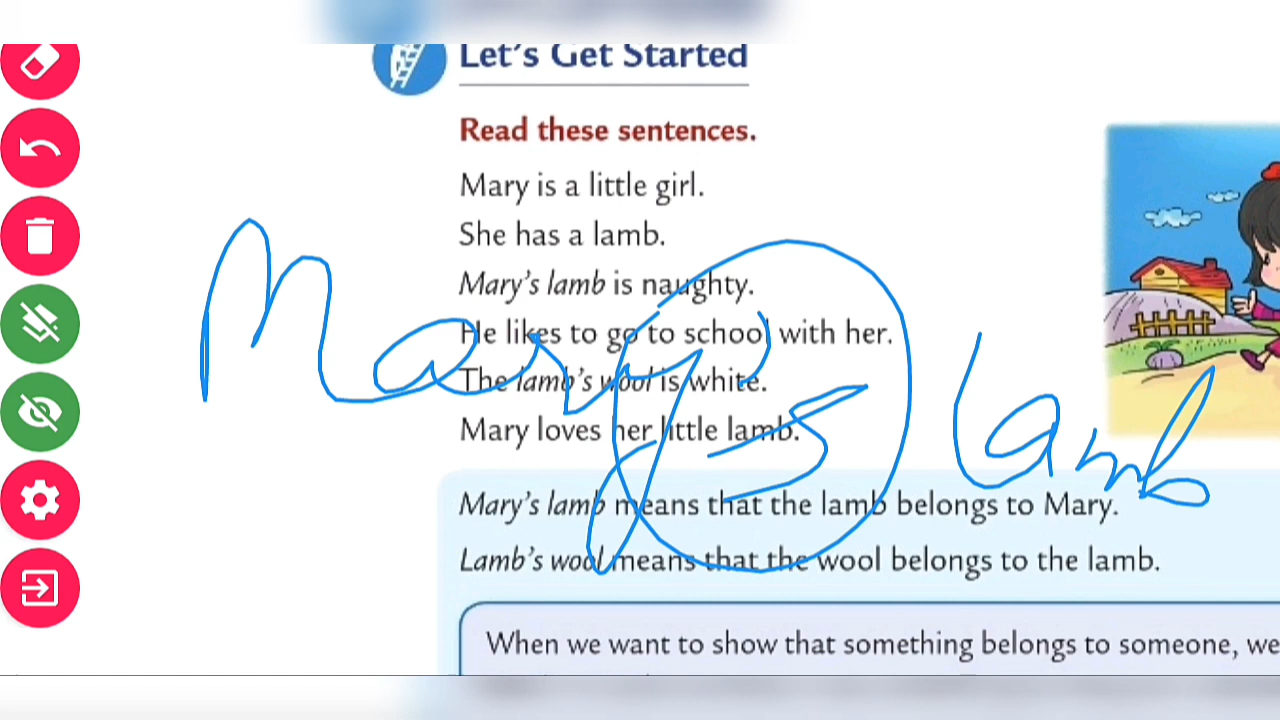 Let's Get Started
Read these sentences.
Mary is a little girl.
She has a lamb.
Mary's lamb is naughty.
He likes to go to school with her.
The lamb's wool is white.
Mary loves her little lamb.
Mary's lamb
Mary's lamb means that the lamb belongs to Mary.
Lamb's wool means that the wool belongs to the lamb.
When we want to show that something belongs to someone, we